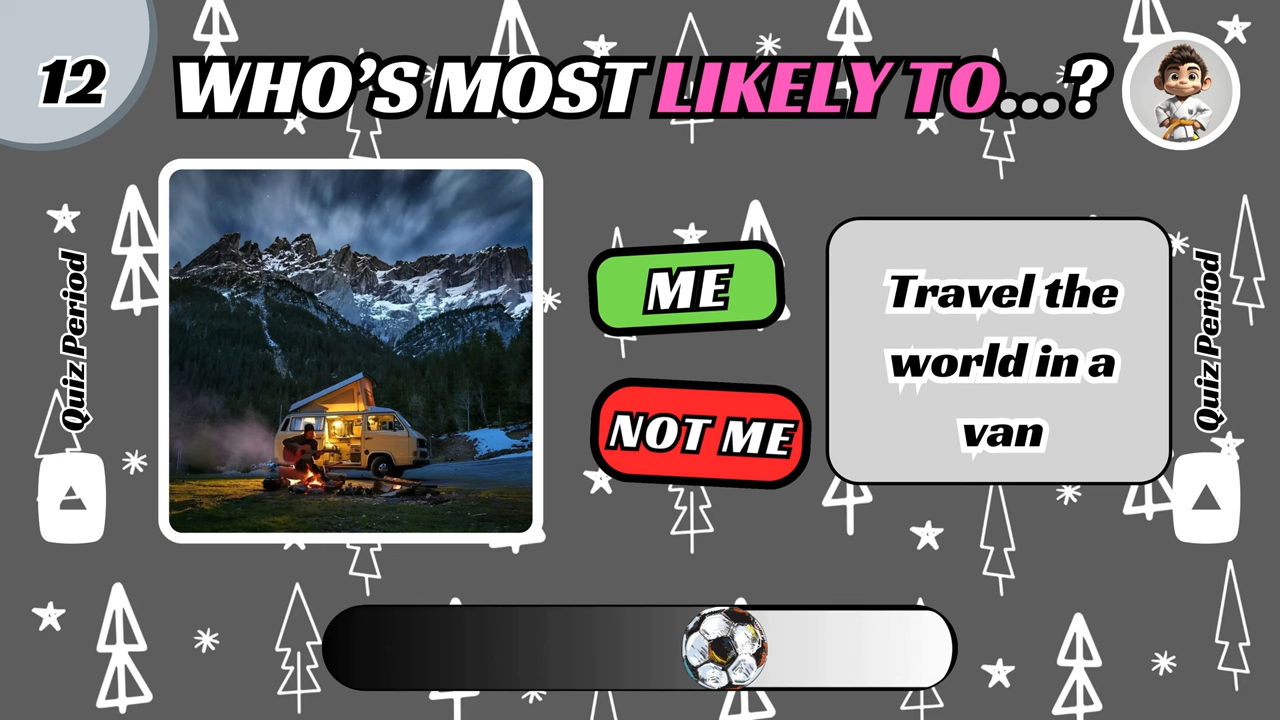 12
WHO'S MOST LIKELY TO...?
Quiz Period
ME
NOT ME
Travel the
world in a
van
Quiz Period